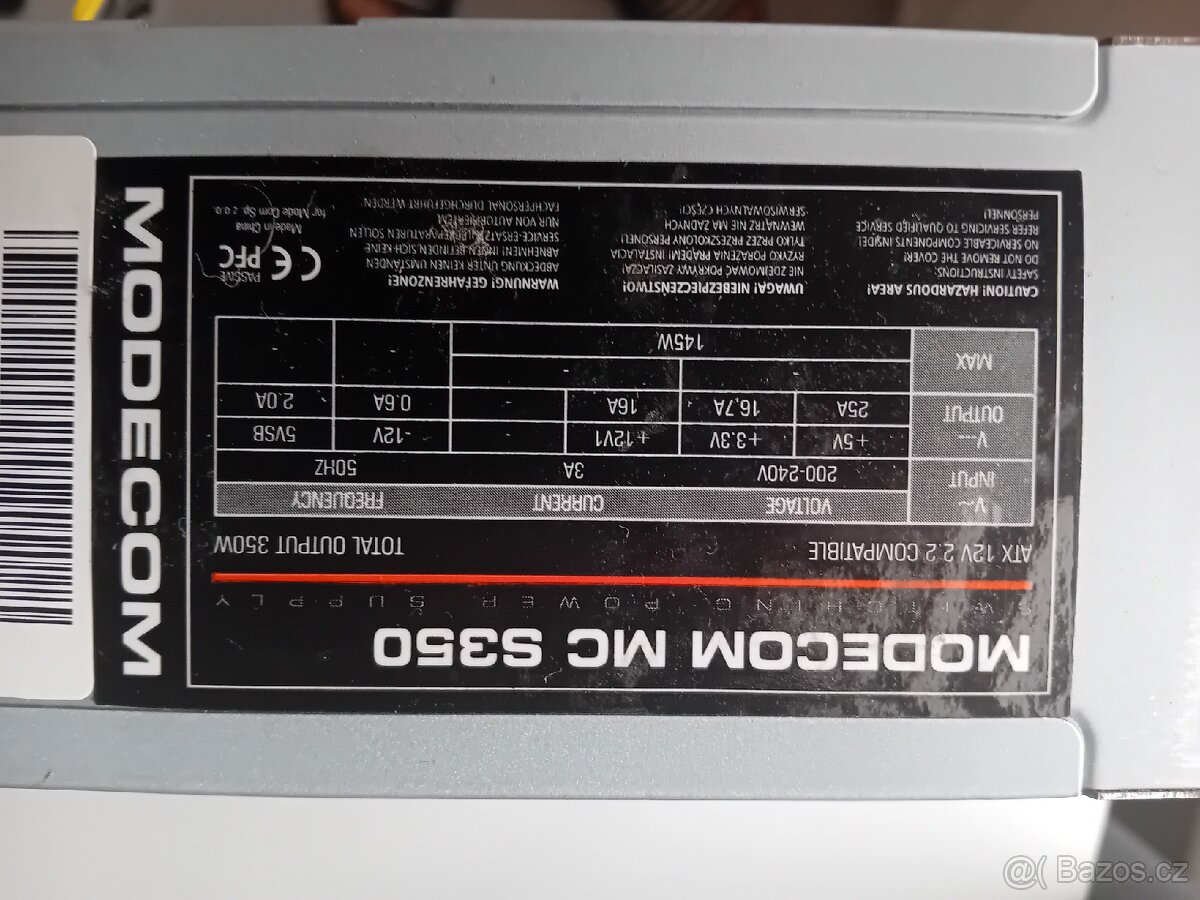 MODECOM MC S350
SWITCHING POWER SUPPLY
ATX 12V 2.2 COMPATIBLE TOTAL OUTPUT 350W
V~ INPUT VOLTAGE CURRENT FREQUENCY
200-240V 3A 50HZ
V--- OUTPUT +5V +3.3V +12V1 - -12V 5VSB
25A 16,7A 16A - 0.6A 2.0A
MAX - -
145W - -
CAUTION! HAZARDOUS AREA!
SAFETY INSTRUCTIONS:
DO NOT REMOVE THE COVER!
NO SERVICEABLE COMPONENTS INSIDE.
REFER SERVICING TO QUALIFIED SERVICE
PERSONNEL!
UWAGA! NIEBEZPIECZEŃSTWO!
NIE ZDEJMOWAĆ POKRYWY ZASILACZA!
RYZYKO PORAŻENIA PRĄDEM! INSTALACJA
TYLKO PRZEZ PRZESZKOLONY PERSONEL!
WEWNĄTRZ NIE MA ŻADNYCH
SERWISOWALNYCH CZĘŚCI!
WARNUNG! GEFAHRENZONE!
ABDECKUNG UNTER KEINEN UMSTÄNDEN
ABNEHMEN! INNEN BEFINDEN SICH KEINE
SERVICE-ERSATZTEILE. REPARATUREN SOLLEN
NUR VON AUTORISIERTEM
FACHPERSONAL DURCHGEFÜHRT WERDEN.
CE PASSIVE
PFC
Made in China
for Mode Com Sp. z o.o.
MODECOM
@( Bazos.cz